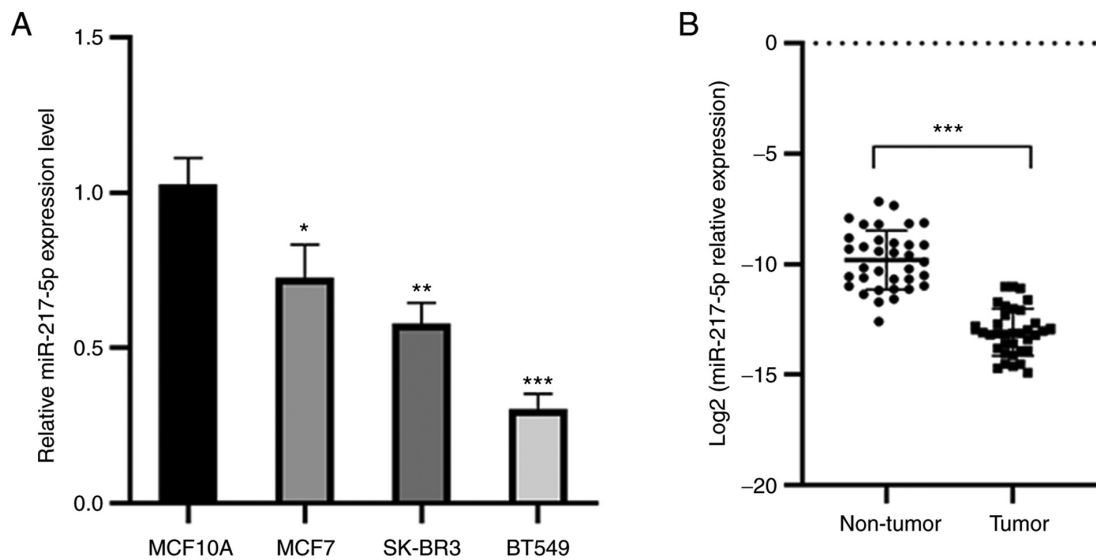 A
Relative miR-217-5p expression level
1.5
1.0
0.5
0.0
*
**
***
MCF10A
MCF7
SK-BR3
BT549
B
Log2 (miR-217-5p relative expression)
0
−5
−10
−15
−20
***
Non-tumor
Tumor